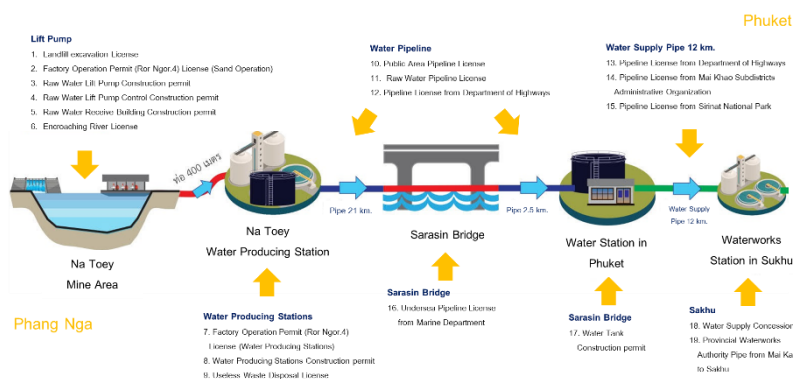 Phuket
Lift Pump
1. Landfill excavation License
2. Factory Operation Permit (Ror Ngor.4) License (Sand Operation)
3. Raw Water Lift Pump Construction permit
4. Raw Water Lift Pump Control Construction permit
5. Raw Water Receive Building Construction permit
6. Encroaching River License
Water Pipeline
10. Public Area Pipeline License
11. Raw Water Pipeline License
12. Pipeline License from Department of Highways
Water Supply Pipe 12 km.
13. Pipeline License from Department of Highways
14. Pipeline License from Mai Khao Subdistricts
Administrative Organization
15. Pipeline License from Sirinat National Park
ท่อ 400 เมตร
Pipe 21 km.
Pipe 2.5 km.
Water Supply
Pipe 12 km.
Na Toey
Mine Area
Na Toey
Water Producing Station
Sarasin Bridge
Water Station in
Phuket
Waterworks
Station in Sukhu
Phang Nga
Water Producing Stations
7. Factory Operation Permit (Ror Ngor.4)
License (Water Producing Stations)
8. Water Producing Stations Construction permit
9. Useless Waste Disposal License
Sarasin Bridge
16. Undersea Pipeline License
from Marine Department
Sarasin Bridge
17. Water Tank
Construction permit
Sakhu
18. Water Supply Concession
19. Provincial Waterworks
Authority Pipe from Mai Ka
to Sakhu